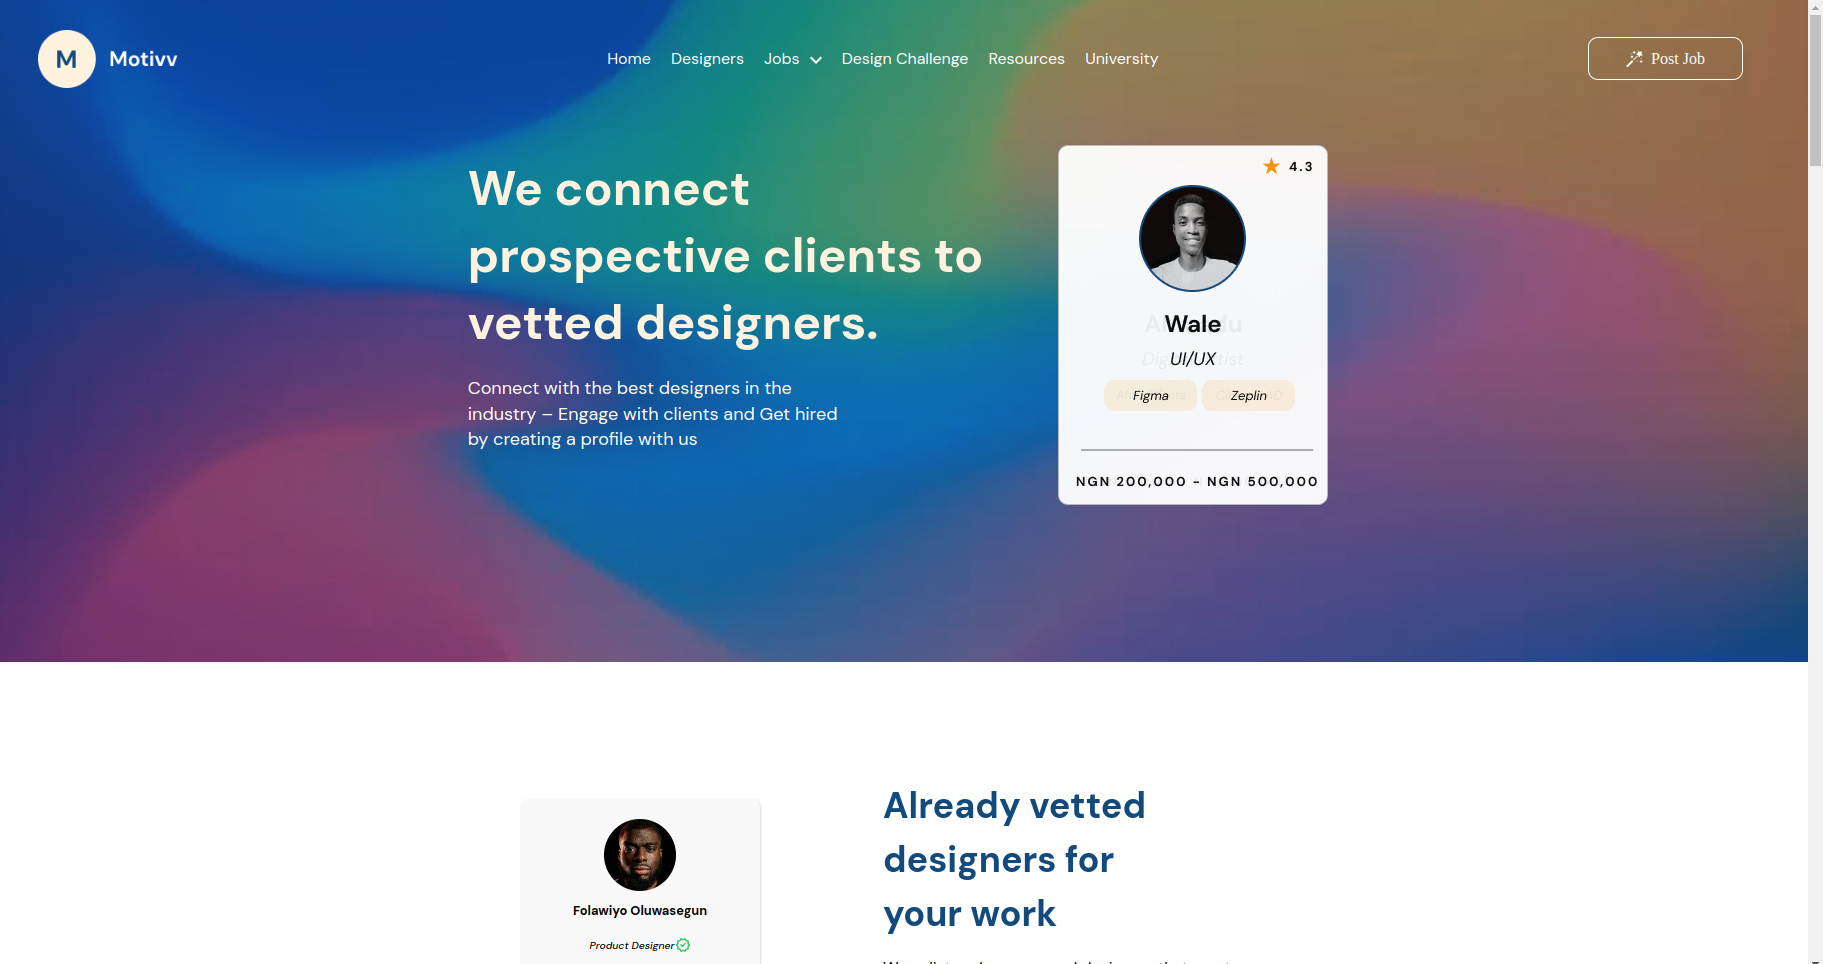 M Motivv
Home Designers Jobs Design Challenge Resources University
Post Job
We connect
prospective clients to
vetted designers.
Connect with the best designers in the
industry – Engage with clients and Get hired
by creating a profile with us
4.3
Wale
UI/UX
Figma Zeplin
NGN 200,000 - NGN 500,000
Folawiyo Oluwasegun
Product Designer
Already vetted
designers for
your work